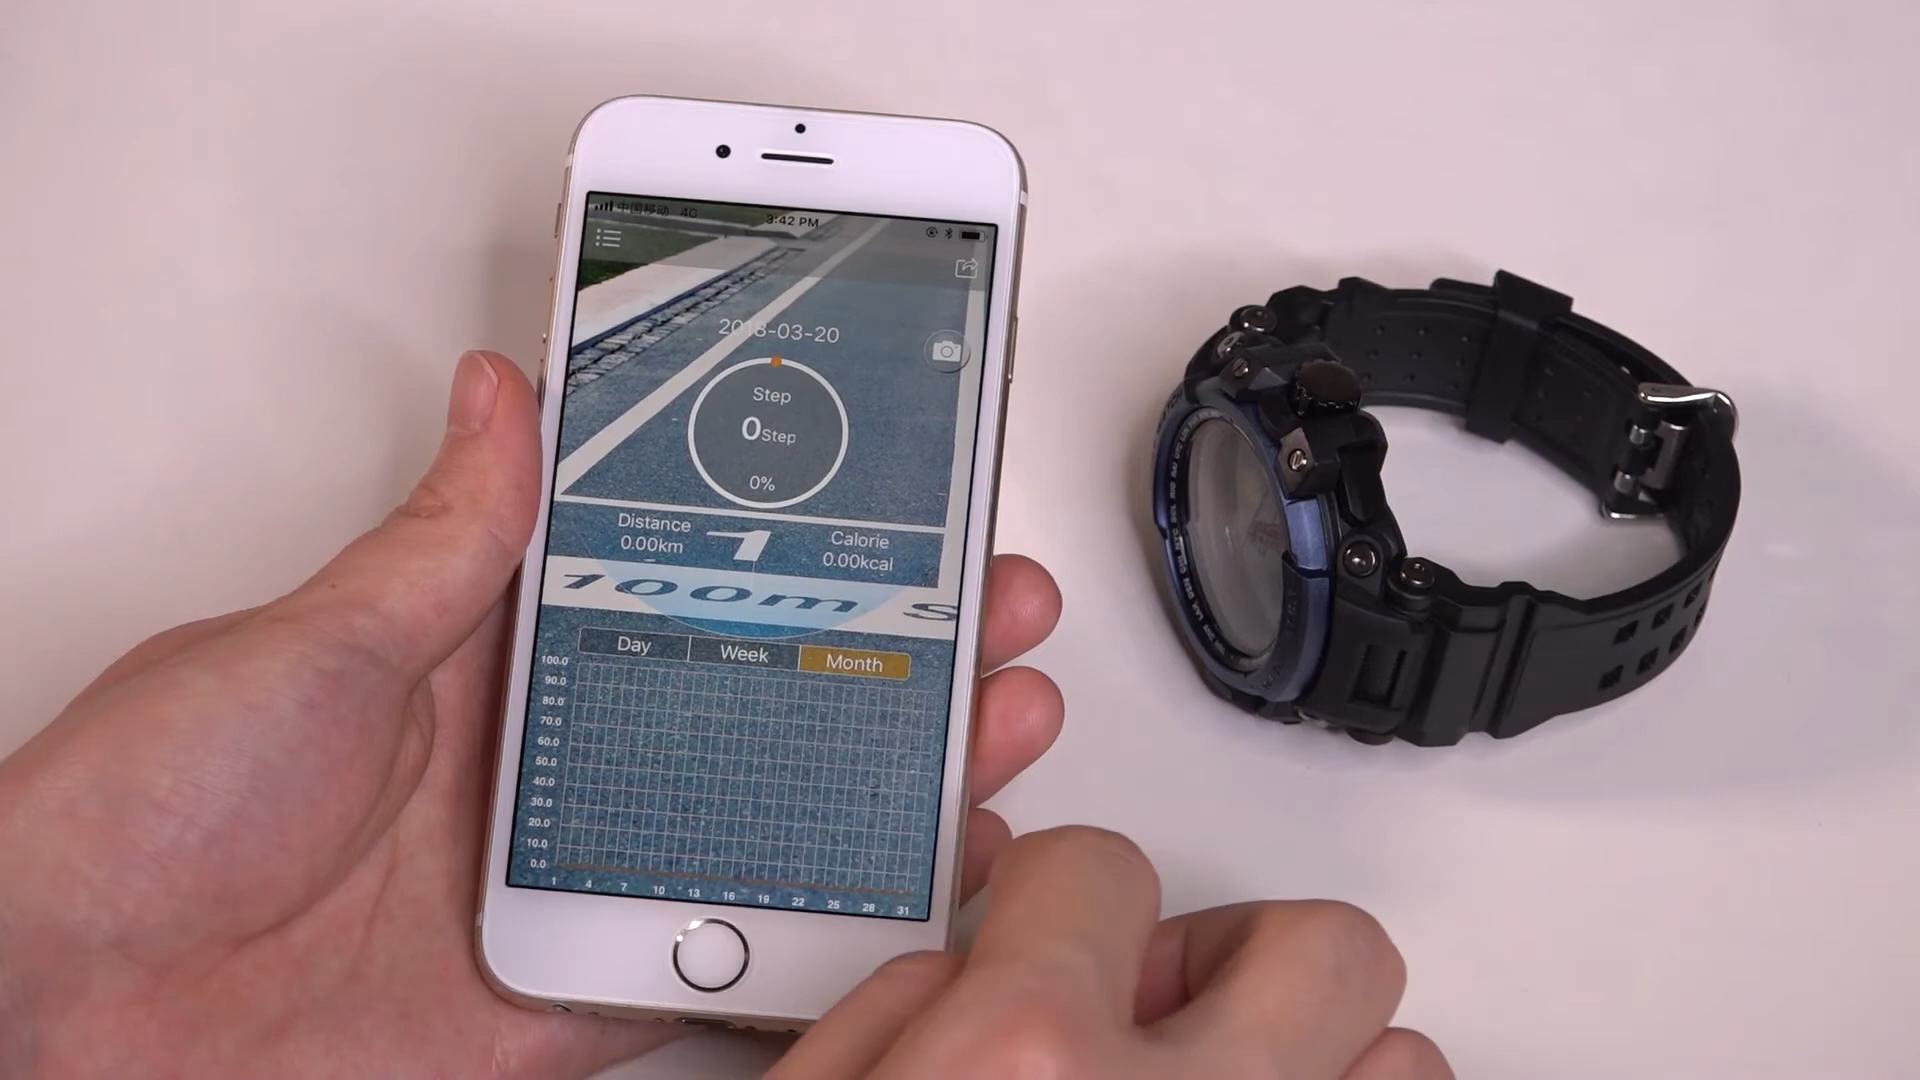 中国移动 4G
3:42 PM
2018-03-20
Step
0Step
0%
Distance
0.00km
Calorie
0.00kcal
1
100m S
Day
Week
Month
100.0
90.0
80.0
70.0
60.0
50.0
40.0
30.0
20.0
10.0
0.0
1 4 7 10 13 16 19 22 25 28 31